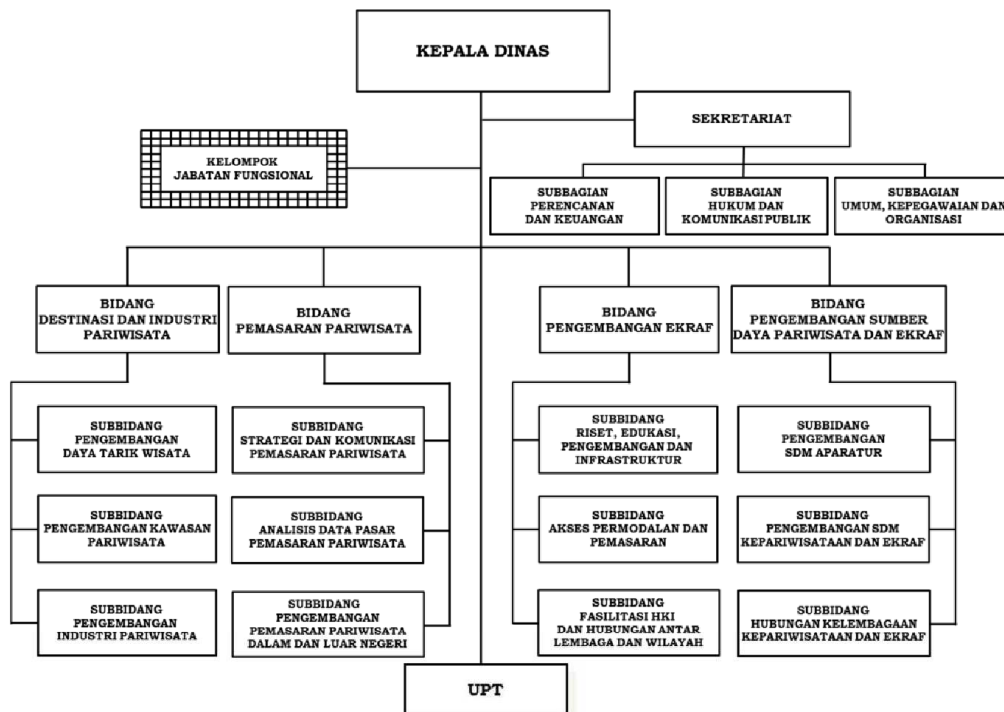 KEPALA DINAS
SEKRETARIAT
KELOMPOK
JABATAN FUNGSIONAL
SUBBAGIAN
PERENCANAN
DAN KEUANGAN
SUBBAGIAN
HUKUM DAN
KOMUNIKASI PUBLIK
SUBBAGIAN
UMUM, KEPEGAWAIAN DAN
ORGANISASI
BIDANG
DESTINASI DAN INDUSTRI
PARIWISATA
BIDANG
PEMASARAN PARIWISATA
BIDANG
PENGEMBANGAN EKRAF
BIDANG
PENGEMBANGAN SUMBER
DAYA PARIWISATA DAN EKRAF
SUBBIDANG
PENGEMBANGAN
DAYA TARIK WISATA
SUBBIDANG
STRATEGI DAN KOMUNIKASI
PEMASARAN PARIWISATA
SUBBIDANG
RISET, EDUKASI,
PENGEMBANGAN DAN
INFRASTRUKTUR
SUBBIDANG
PENGEMBANGAN
SDM APARATUR
SUBBIDANG
PENGEMBANGAN KAWASAN
PARIWISATA
SUBBIDANG
ANALISIS DATA PASAR
PEMASARAN PARIWISATA
SUBBIDANG
AKSES PERMODALAN DAN
PEMASARAN
SUBBIDANG
PENGEMBANGAN SDM
KEPARIWISATAAN DAN EKRAF
SUBBIDANG
PENGEMBANGAN
INDUSTRI PARIWISATA
SUBBIDANG
PENGEMBANGAN
PEMASARAN PARIWISATA
DALAM DAN LUAR NEGERI
SUBBIDANG
FASILITASI HKI
DAN HUBUNGAN ANTAR
LEMBAGA DAN WILAYAH
SUBBIDANG
HUBUNGAN KELEMBAGAAN
KEPARIWISATAAN DAN EKRAF
UPT